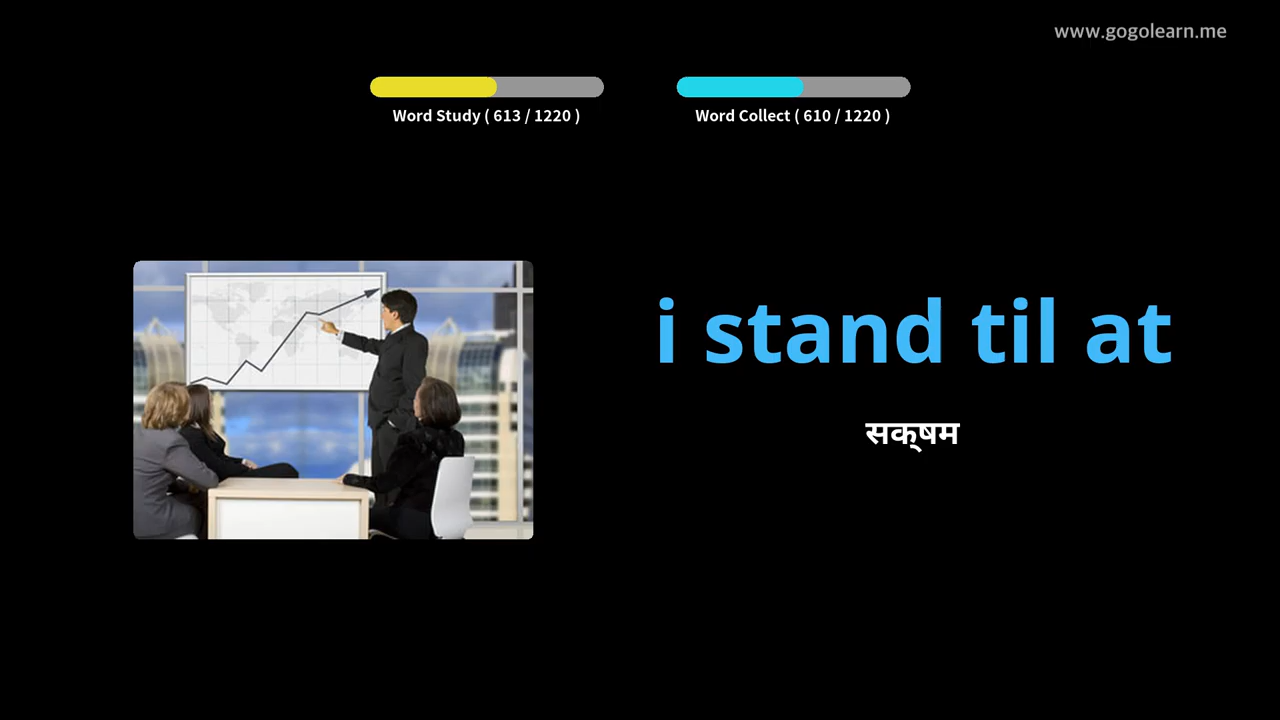 www.gogolearn.me
Word Study ( 613 / 1220 )
Word Collect ( 610 / 1220 )
i stand til at
सक्षम